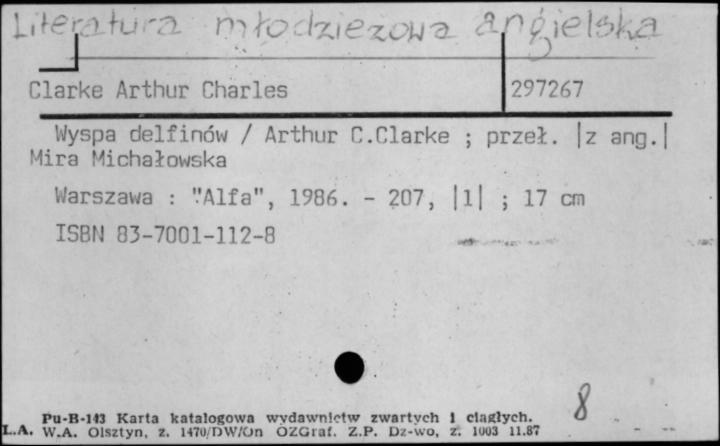 Literatura młodzieżowa angielska
Clarke Arthur Charles 297267
Wyspa delfinów / Arthur C.Clarke ; przeł. |z ang.|
Mira Michałowska
Warszawa : "Alfa", 1986. - 207, |1| ; 17 cm
ISBN 83-7001-112-8
8
Pu-B-143 Karta katalogowa wydawnictw zwartych i ciągłych.
Ł.A. W.A. Olsztyn, z. 1470/DW/On OZGraf. Z.P. Dz-wo, z. 1003 11.87